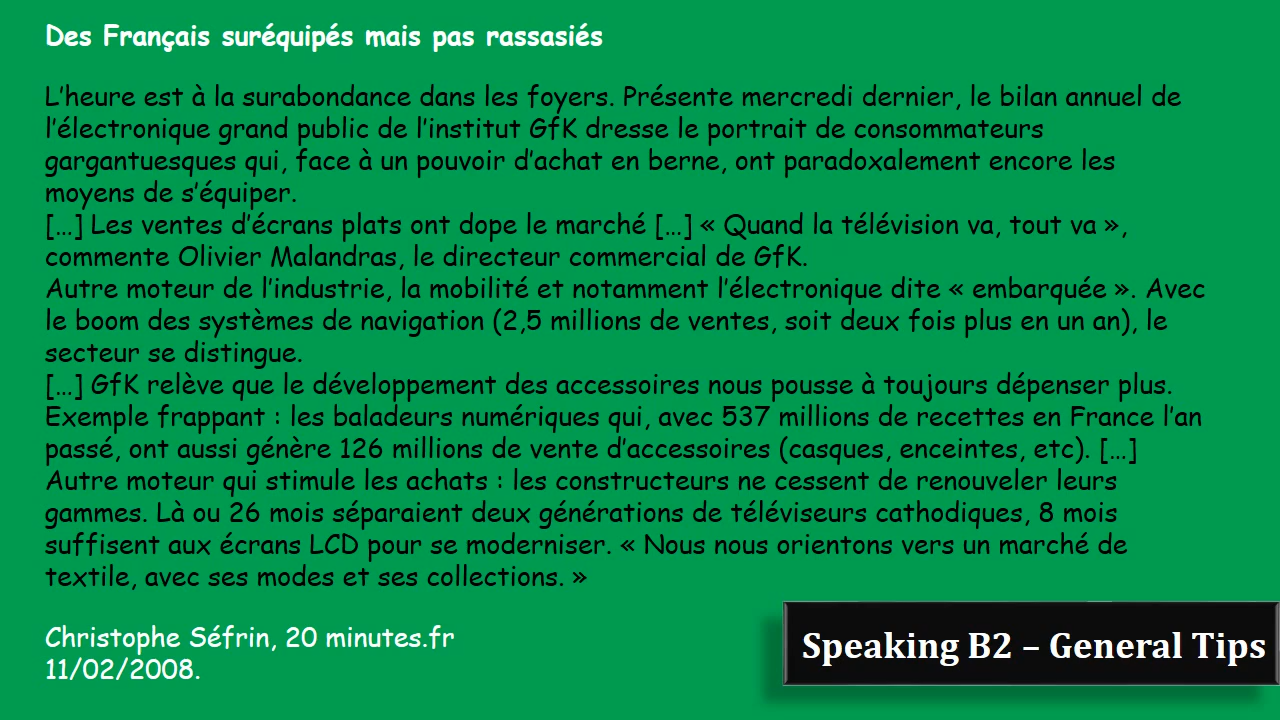 Des Français suréquipés mais pas rassasiés
L'heure est à la surabondance dans les foyers. Présente mercredi dernier, le bilan annuel de
l'électronique grand public de l'institut GfK dresse le portrait de consommateurs
gargantuesques qui, face à un pouvoir d'achat en berne, ont paradoxalement encore les
moyens de s'équiper.
[…] Les ventes d'écrans plats ont dope le marché […] « Quand la télévision va, tout va »,
commente Olivier Malandras, le directeur commercial de GfK.
Autre moteur de l'industrie, la mobilité et notamment l'électronique dite « embarquée ». Avec
le boom des systèmes de navigation (2,5 millions de ventes, soit deux fois plus en un an), le
secteur se distingue.
[…] GfK relève que le développement des accessoires nous pousse à toujours dépenser plus.
Exemple frappant : les baladeurs numériques qui, avec 537 millions de recettes en France l'an
passé, ont aussi génère 126 millions de vente d'accessoires (casques, enceintes, etc). […]
Autre moteur qui stimule les achats : les constructeurs ne cessent de renouveler leurs
gammes. Là ou 26 mois séparaient deux générations de téléviseurs cathodiques, 8 mois
suffisent aux écrans LCD pour se moderniser. « Nous nous orientons vers un marché de
textile, avec ses modes et ses collections. »
Christophe Séfrin, 20 minutes.fr
11/02/2008.
Speaking B2 – General Tips